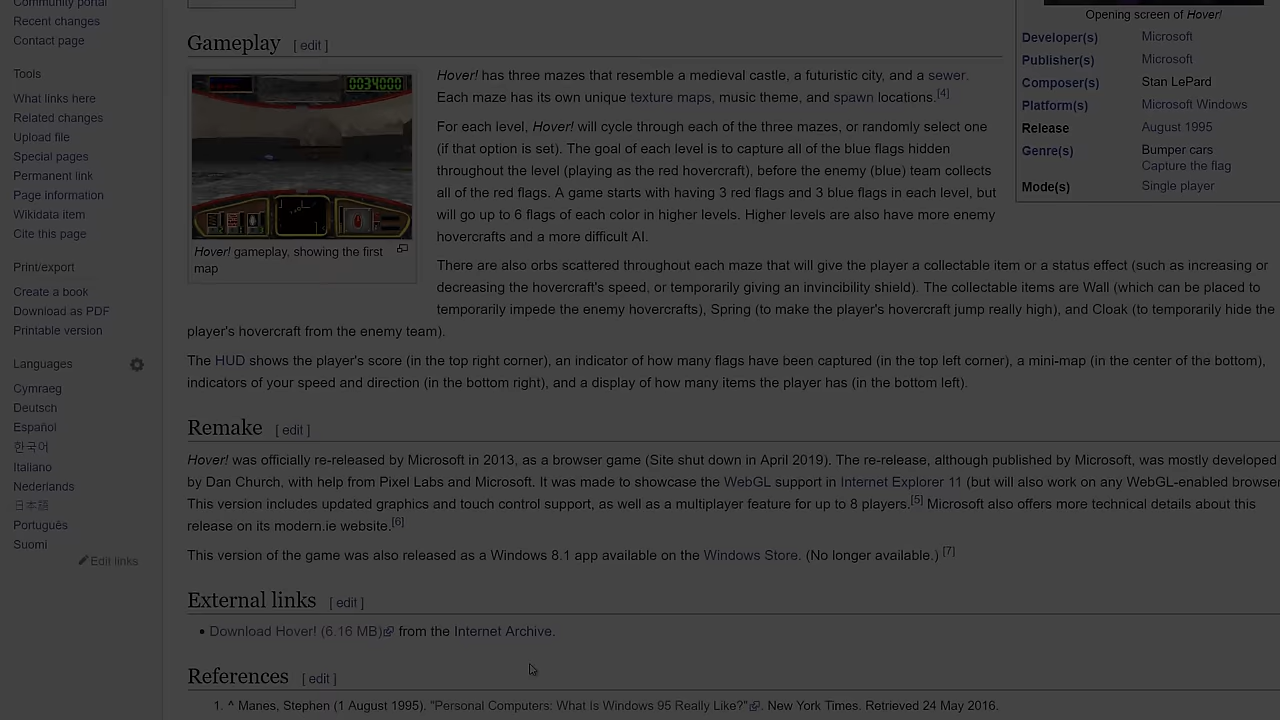 Community portal
Recent changes
Contact page
Tools
What links here
Related changes
Upload file
Special pages
Permanent link
Page information
Wikidata item
Cite this page
Print/export
Create a book
Download as PDF
Printable version
Languages
Cymraeg
Deutsch
Español
한국어
Italiano
Nederlands
日本語
Português
Suomi
Edit links
Gameplay [ edit ]
0034000
Hover! gameplay, showing the first
map
Hover! has three mazes that resemble a medieval castle, a futuristic city, and a sewer.
Each maze has its own unique texture maps, music theme, and spawn locations.[4]
For each level, Hover! will cycle through each of the three mazes, or randomly select one
(if that option is set). The goal of each level is to capture all of the blue flags hidden
throughout the level (playing as the red hovercraft), before the enemy (blue) team collects
all of the red flags. A game starts with having 3 red flags and 3 blue flags in each level, but
will go up to 6 flags of each color in higher levels. Higher levels are also have more enemy
hovercrafts and a more difficult AI.
There are also orbs scattered throughout each maze that will give the player a collectable item or a status effect (such as increasing or
decreasing the hovercraft's speed, or temporarily giving an invincibility shield). The collectable items are Wall (which can be placed to
temporarily impede the enemy hovercrafts), Spring (to make the player's hovercraft jump really high), and Cloak (to temporarily hide the
player's hovercraft from the enemy team).
The HUD shows the player's score (in the top right corner), an indicator of how many flags have been captured (in the top left corner), a mini-map (in the center of the bottom),
indicators of your speed and direction (in the bottom right), and a display of how many items the player has (in the bottom left).
Remake [ edit ]
Hover! was officially re-released by Microsoft in 2013, as a browser game (Site shut down in April 2019). The re-release, although published by Microsoft, was mostly developed
by Dan Church, with help from Pixel Labs and Microsoft. It was made to showcase the WebGL support in Internet Explorer 11 (but will also work on any WebGL-enabled browser
This version includes updated graphics and touch control support, as well as a multiplayer feature for up to 8 players.[5] Microsoft also offers more technical details about this
release on its modern.ie website.[6]
This version of the game was also released as a Windows 8.1 app available on the Windows Store. (No longer available.) [7]
External links [ edit ]
• Download Hover! (6.16 MB) from the Internet Archive.
References [ edit ]
1. ^ Manes, Stephen (1 August 1995). "Personal Computers: What Is Windows 95 Really Like?". New York Times. Retrieved 24 May 2016.
Opening screen of Hover!
Developer(s) Microsoft
Publisher(s) Microsoft
Composer(s) Stan LePard
Platform(s) Microsoft Windows
Release August 1995
Genre(s) Bumper cars
Capture the flag
Mode(s) Single player